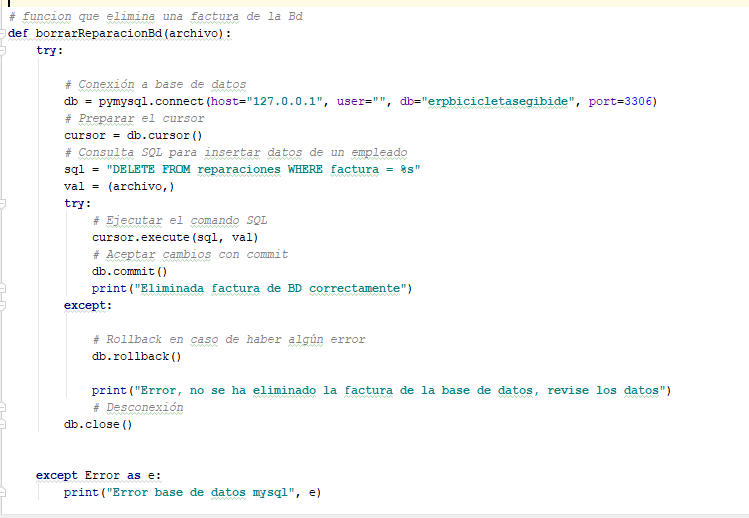 # funcion que elimina una factura de la Bd
def borrarReparacionBd(archivo):
    try:
        # Conexión a base de datos
        db = pymysql.connect(host="127.0.0.1", user="", db="erpbicicletasegibide", port=3306)
        # Preparar el cursor
        cursor = db.cursor()
        # Consulta SQL para insertar datos de un empleado
        sql = "DELETE FROM reparaciones WHERE factura = %s"
        val = (archivo,)
        try:
            # Ejecutar el comando SQL
            cursor.execute(sql, val)
            # Aceptar cambios con commit
            db.commit()
            print("Eliminada factura de BD correctamente")
        except:
            # Rollback en caso de haber algún error
            db.rollback()
            print("Error, no se ha eliminado la factura de la base de datos, revise los datos")
            # Desconexión
        db.close()
    except Error as e:
        print("Error base de datos mysql", e)